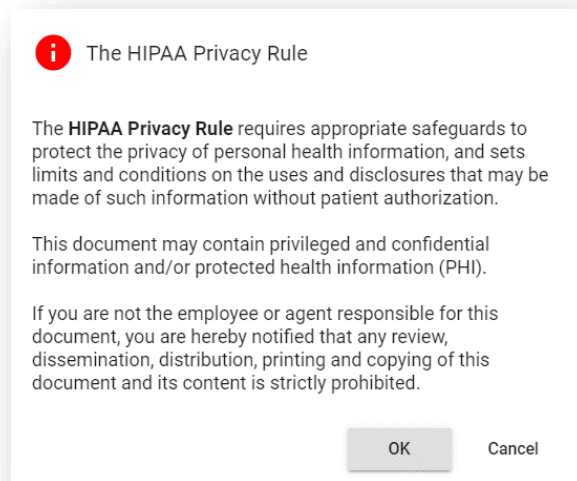 The HIPAA Privacy Rule
The HIPAA Privacy Rule requires appropriate safeguards to
protect the privacy of personal health information, and sets
limits and conditions on the uses and disclosures that may be
made of such information without patient authorization.
This document may contain privileged and confidential
information and/or protected health information (PHI).
If you are not the employee or agent responsible for this
document, you are hereby notified that any review,
dissemination, distribution, printing and copying of this
document and its content is strictly prohibited.
OK Cancel